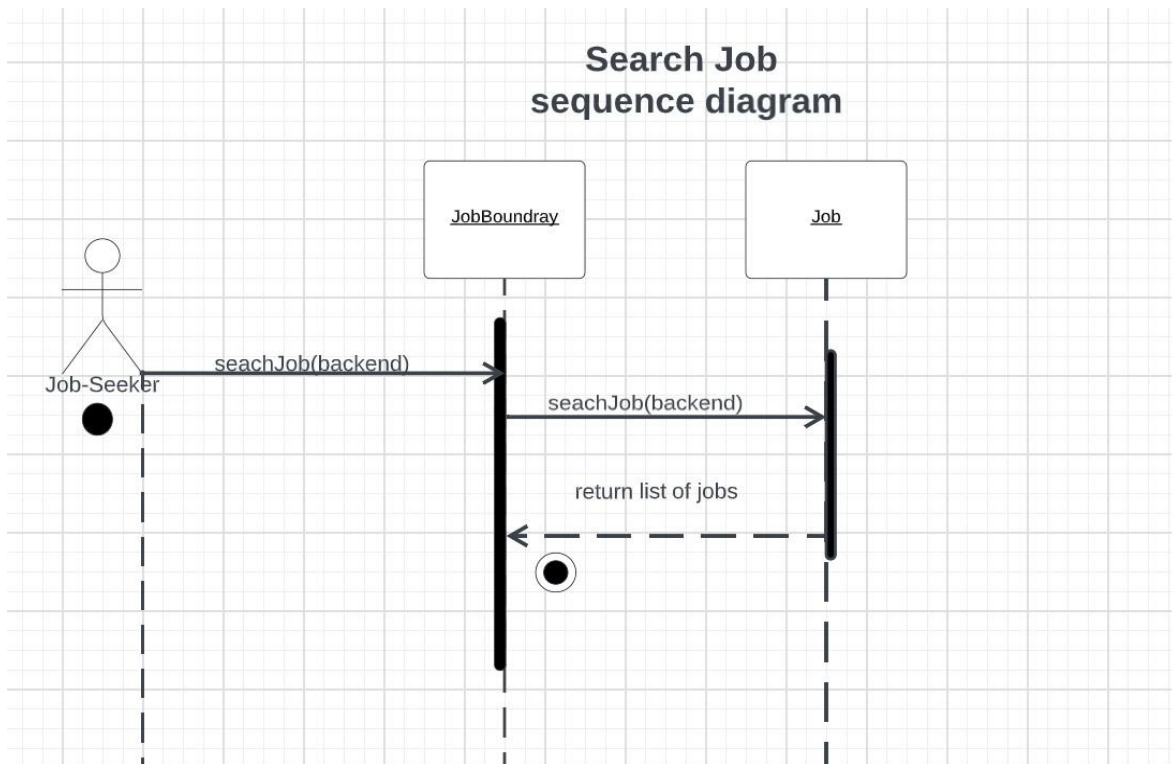 Search Job
sequence diagram
JobBoundray
Job
seachJob(backend)
Job-Seeker
seachJob(backend)
return list of jobs